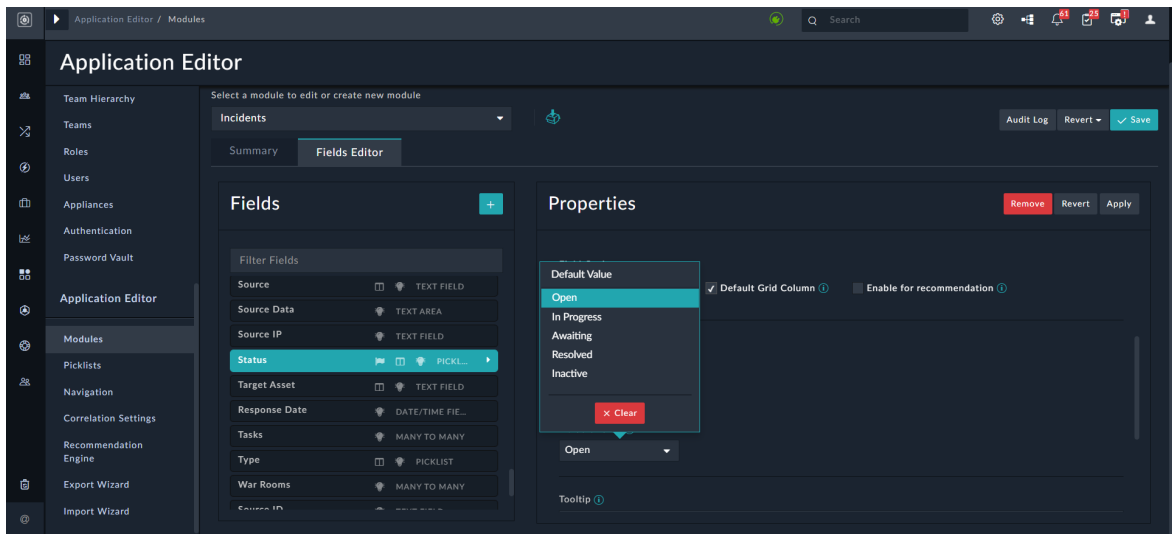 Application Editor / Modules
Search
61
25
!
Application Editor
Team Hierarchy
Teams
Roles
Users
Appliances
Authentication
Password Vault
Application Editor
Modules
Picklists
Navigation
Correlation Settings
Recommendation
Engine
Export Wizard
Import Wizard
Select a module to edit or create new module
Incidents
Audit Log
Revert
Save
Summary
Fields Editor
Fields
+
Filter Fields
Source
TEXT FIELD
Source Data
TEXT AREA
Source IP
TEXT FIELD
Status
PICKL...
Target Asset
TEXT FIELD
Response Date
DATE/TIME FIE...
Tasks
MANY TO MANY
Type
PICKLIST
War Rooms
MANY TO MANY
Source ID
Properties
Remove
Revert
Apply
Default Grid Column
Enable for recommendation
Default Value
Open
In Progress
Awaiting
Resolved
Inactive
× Clear
Open
Tooltip
@